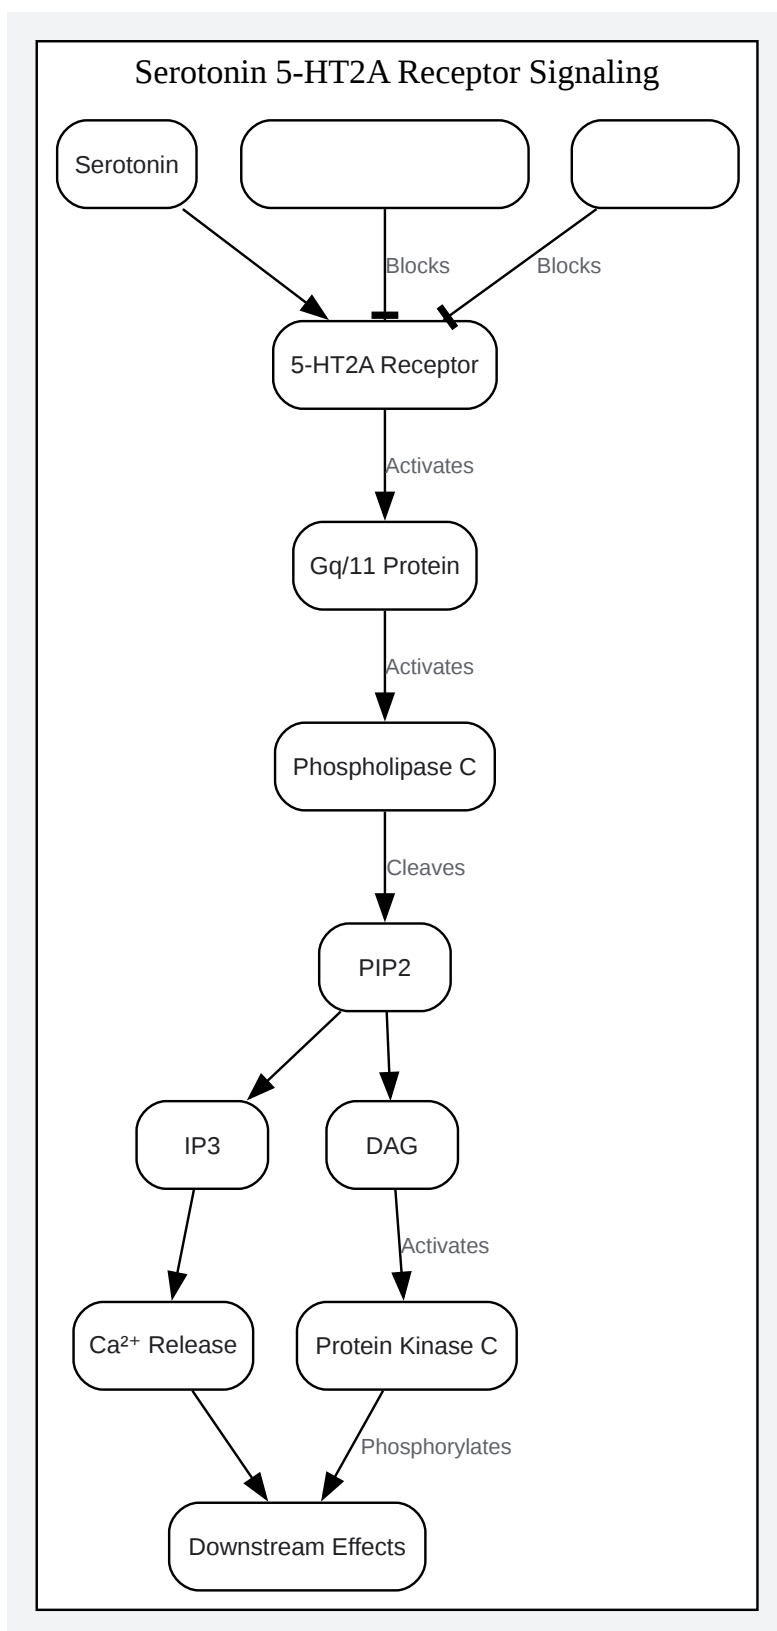 Serotonin 5-HT2A Receptor Signaling
Serotonin
Blocks
Blocks
5-HT2A Receptor
Activates
Gq/11 Protein
Activates
Phospholipase C
Cleaves
PIP2
IP3
DAG
Activates
Ca²⁺ Release
Protein Kinase C
Phosphorylates
Downstream Effects